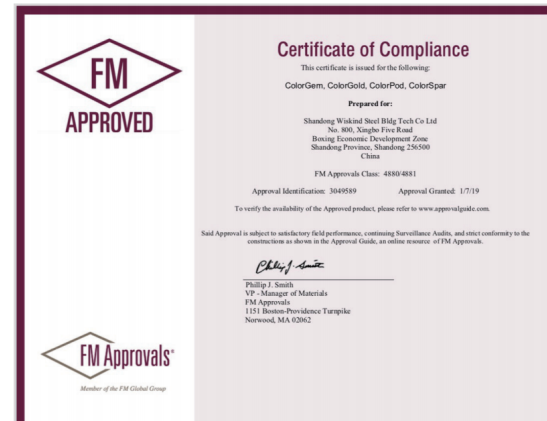 FM
APPROVED
Certificate of Compliance
This certificate is issued for the following:
ColorGem, ColorGold, ColorPod, ColorSpar
Prepared for:
Shandong Wiskind Steel Bldg Tech Co Ltd
No. 800, Xingbo Five Road
Boxing Economic Development Zone
Shandong Province, Shandong 256500
China
FM Approvals Class: 4880/4881
Approval Identification: 3049589 Approval Granted: 1/7/19
To verify the availability of the Approved product, please refer to www.approvalguide.com.
Said Approval is subject to satisfactory field performance, continuing Surveillance Audits, and strict conformity to the
constructions as shown in the Approval Guide, an online resource of FM Approvals.
Phillip J. Smith
Phillip J. Smith
VP - Manager of Materials
FM Approvals
1151 Boston-Providence Turnpike
Norwood, MA 02062
FM Approvals
Member of the FM Global Group